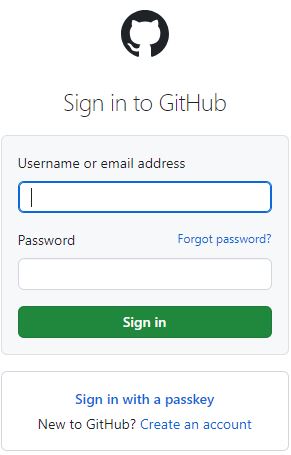 Sign in to GitHub
Username or email address
Password Forgot password?
Sign in
Sign in with a passkey
New to GitHub? Create an account